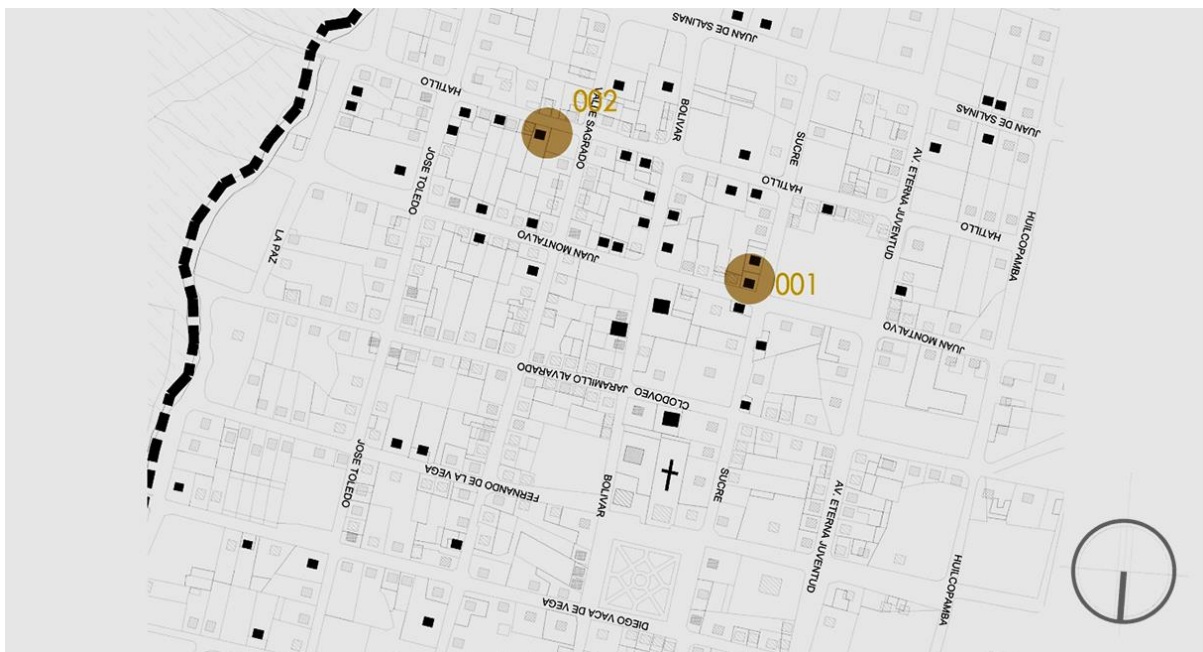 JUAN DE SALINAS
HATILLO
002
VALLE SAGRADO
BOLIVAR
SUCRE
JUAN DE SALINAS
JOSE TOLEDO
HATILLO
AV. ETERNA JUVENTUD
HATILLO
HUILCOPAMBA
LA PAZ
JUAN MONTALVO
001
JUAN MONTALVO
JARAMILLO ALVARADO
CLODOVEO
JOSE TOLEDO
FERNANDO DE LA VEGA
BOLIVAR
SUCRE
AV. ETERNA JUVENTUD
HUILCOPAMBA
DIEGO VACA DE VEGA